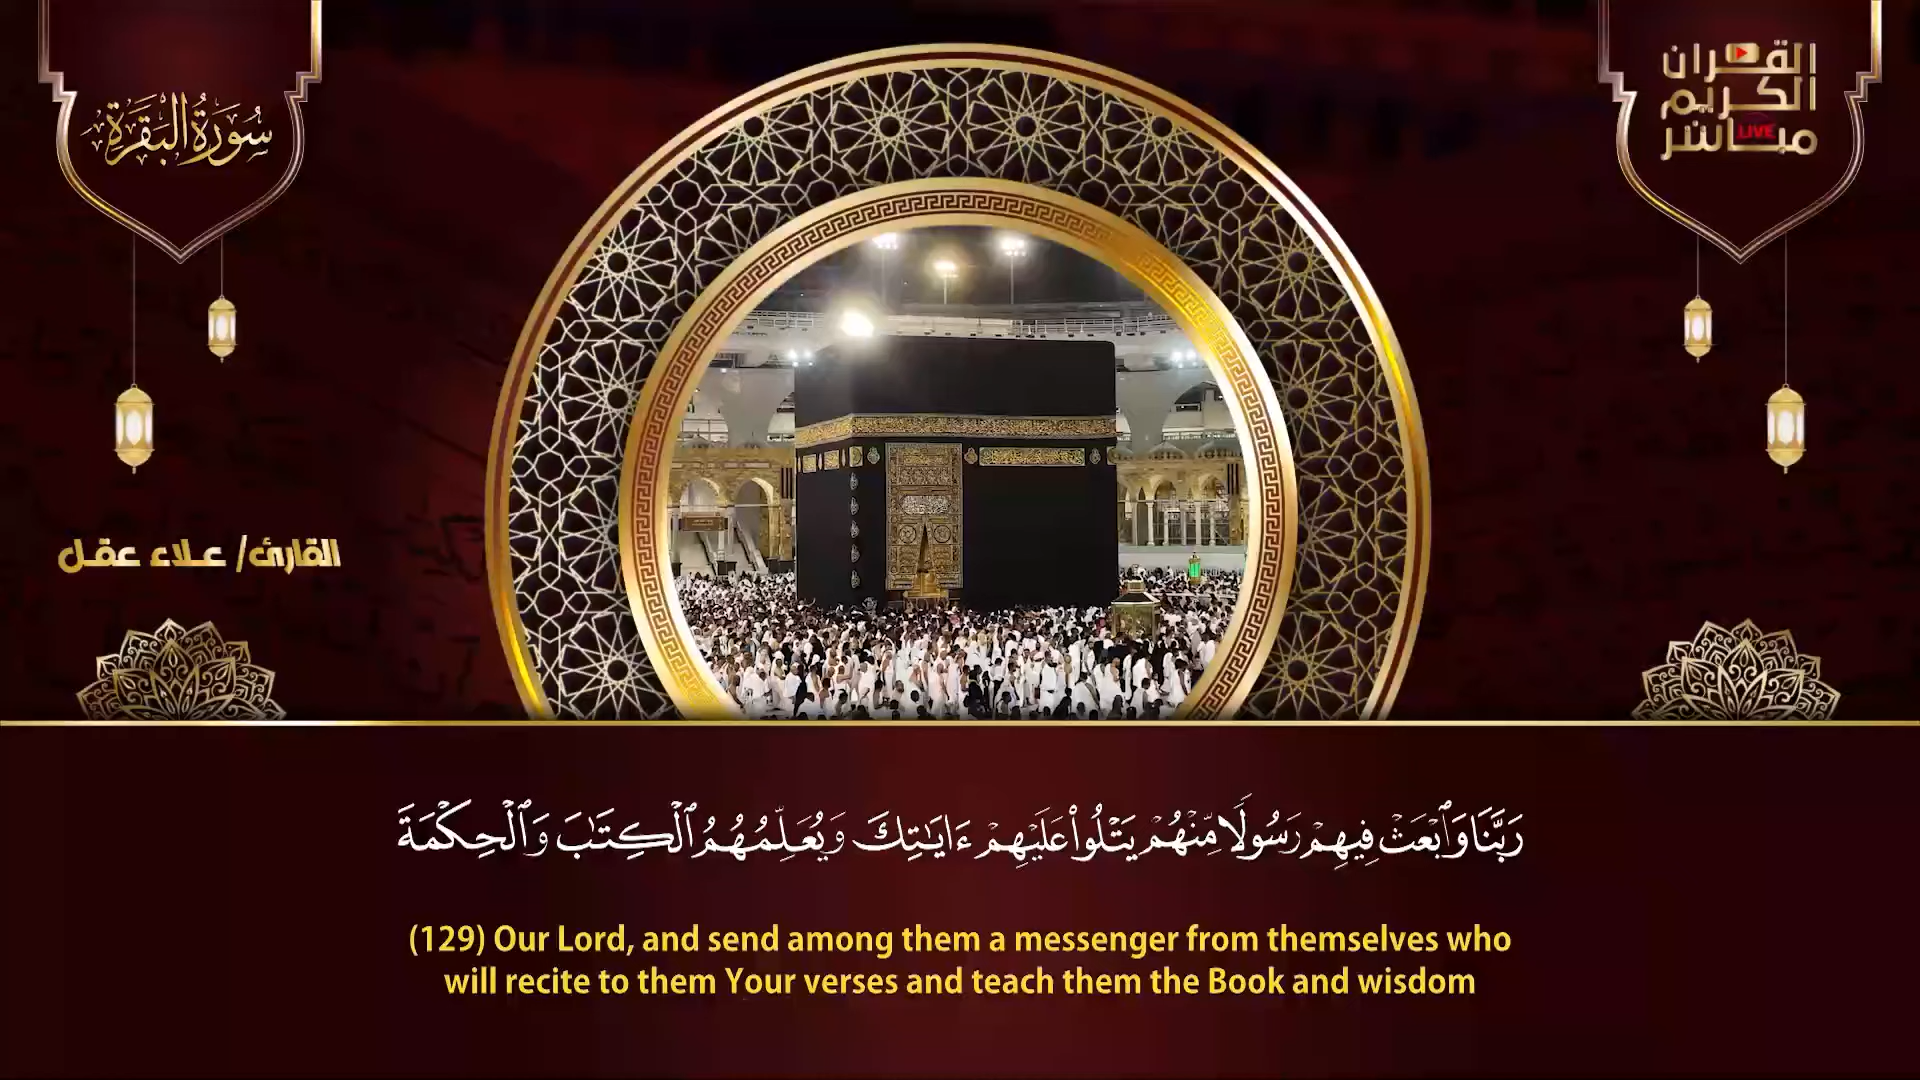 سُورَةُ البَقَرَةِ
القرآن
الكريم
مباشر
LIVE
القارئ/ علاء عقل
رَبَّنَا وَٱبْعَثْ فِيهِمْ رَسُولًا مِّنْهُمْ يَتْلُوا۟ عَلَيْهِمْ ءَايَٰتِكَ وَيُعَلِّمُهُمُ ٱلْكِتَٰبَ وَٱلْحِكْمَةَ
(129) Our Lord, and send among them a messenger from themselves who
will recite to them Your verses and teach them the Book and wisdom